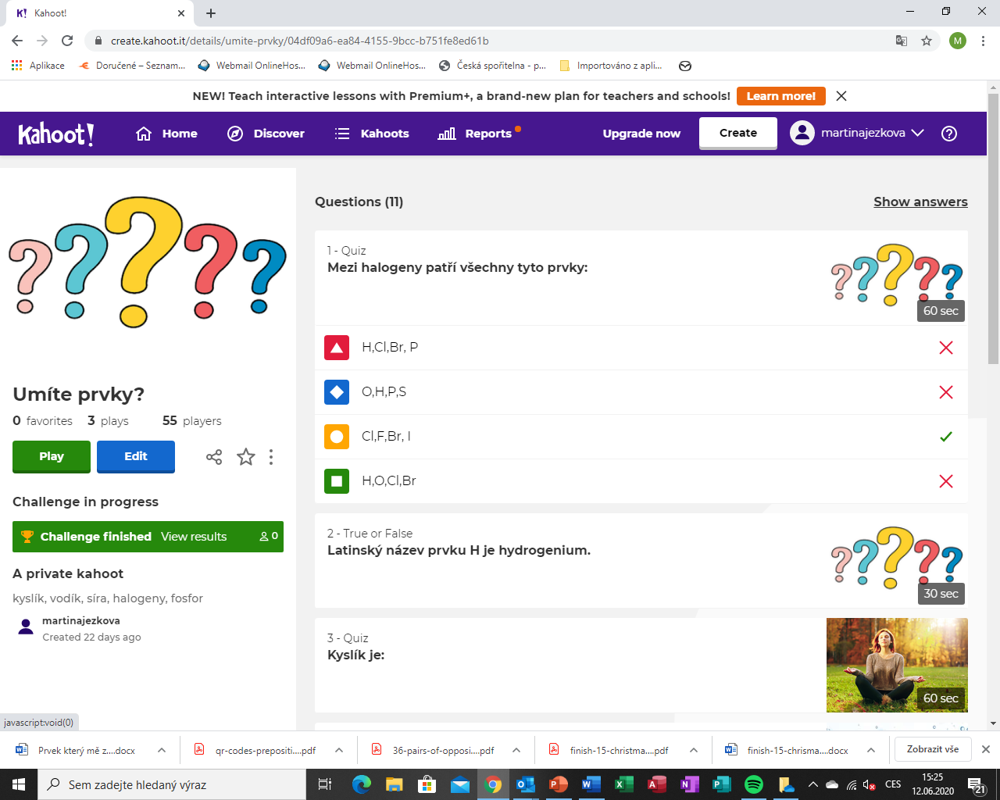 Kahoot!
create.kahoot.it/details/umite-prvky/04df09a6-ea84-4155-9bcc-b751fe8ed61b
M
Aplikace
Doručené – Seznam...
Webmail OnlineHos...
Webmail OnlineHos...
Česká spořitelna - p...
Importováno z apli...
NEW! Teach interactive lessons with Premium+, a brand-new plan for teachers and schools! Learn more!
Kahoot! Home Discover Kahoots Reports Upgrade now Create martinajezkova
Questions (11) Show answers
1 - Quiz
Mezi halogeny patří všechny tyto prvky:
60 sec
H,Cl,Br, P
O,H,P,S
Cl,F,Br, I
H,O,Cl,Br
2 - True or False
Latinský název prvku H je hydrogenium.
30 sec
3 - Quiz
Kyslík je:
60 sec
Umíte prvky?
0 favorites 3 plays 55 players
Play Edit
Challenge in progress
Challenge finished View results 0
A private kahoot
kyslík, vodík, síra, halogeny, fosfor
martinajezkova
Created 22 days ago
javascript:void(0)
Prvek který mě z....docx
qr-codes-prepositi....pdf
36-pairs-of-opposi....pdf
finish-15-christma....pdf
finish-15-chrisma....docx
Zobrazit vše
Sem zadejte hledaný výraz
CES
15:25
12.06.2020
21